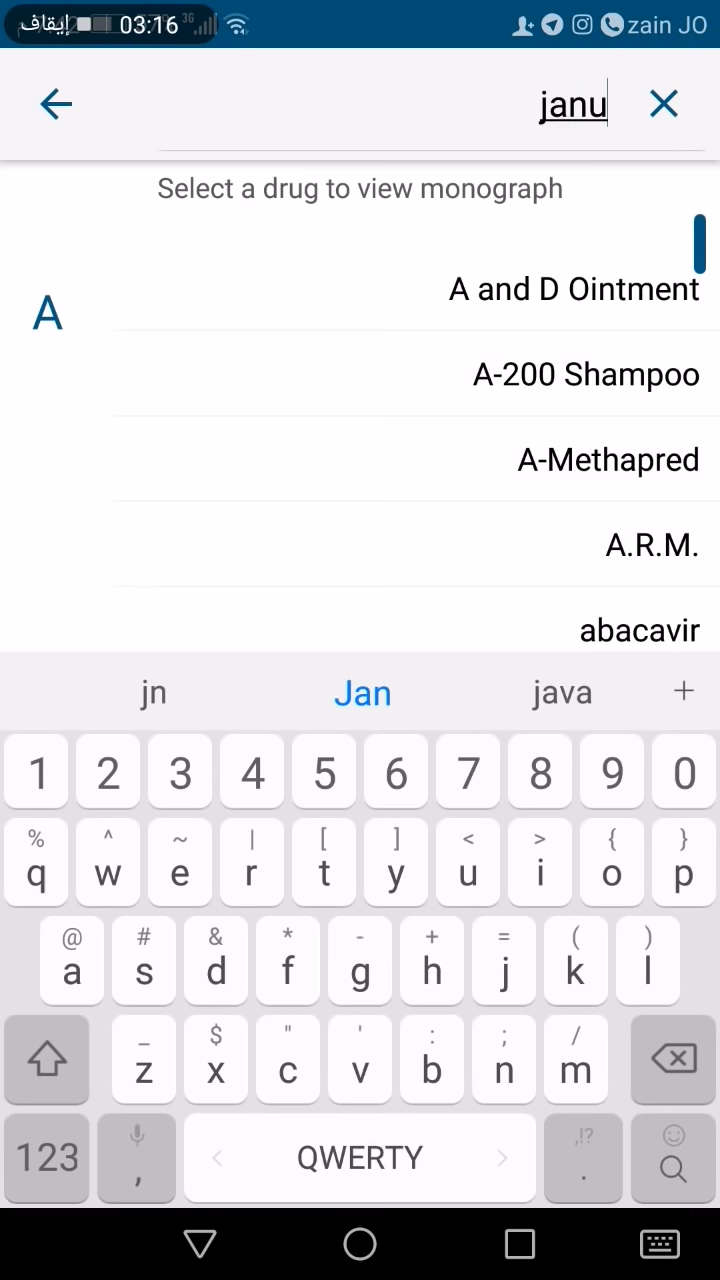 إيقاف 03:16 3G zain JO
janu
Select a drug to view monograph
A
A and D Ointment
A-200 Shampoo
A-Methapred
A.R.M.
abacavir
jn Jan java +
1 2 3 4 5 6 7 8 9 0
% ^ ~ | [ ] < > { }
q w e r t y u i o p
@ # & * - + = ( )
a s d f g h j k l
_ $ " ' : ; /
z x c v b n m
,!?
123 , < QWERTY > .